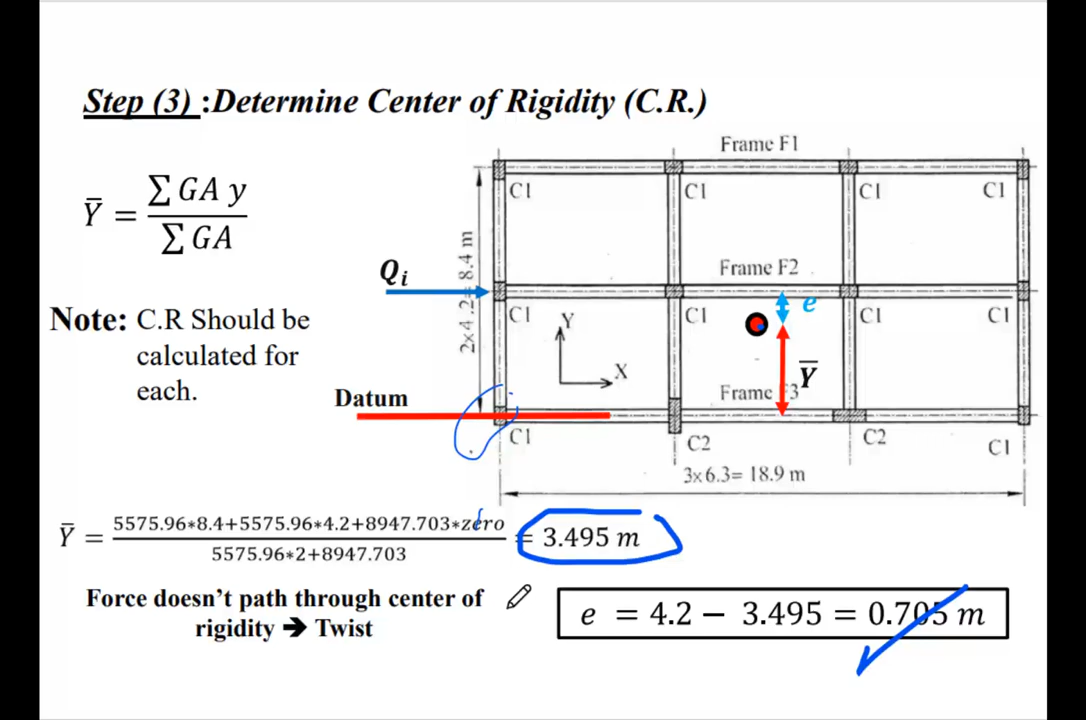 Step (3) :Determine Center of Rigidity (C.R.)
Ȳ = ∑ GA y / ∑ GA
Note: C.R Should be
calculated for
each.
Frame F1
C1 C1 C1 C1
2×4.2= 8.4 m
Qi
Frame F2
e
C1 C1 C1 C1
Y
X
Ȳ
Frame F3
Datum
C1 C2 C2 C1
3×6.3= 18.9 m
Ȳ = 5575.96*8.4+5575.96*4.2+8947.703*zero / 5575.96*2+8947.703 = 3.495 m
Force doesn't path through center of
rigidity ➔ Twist
e = 4.2 − 3.495 = 0.705 m